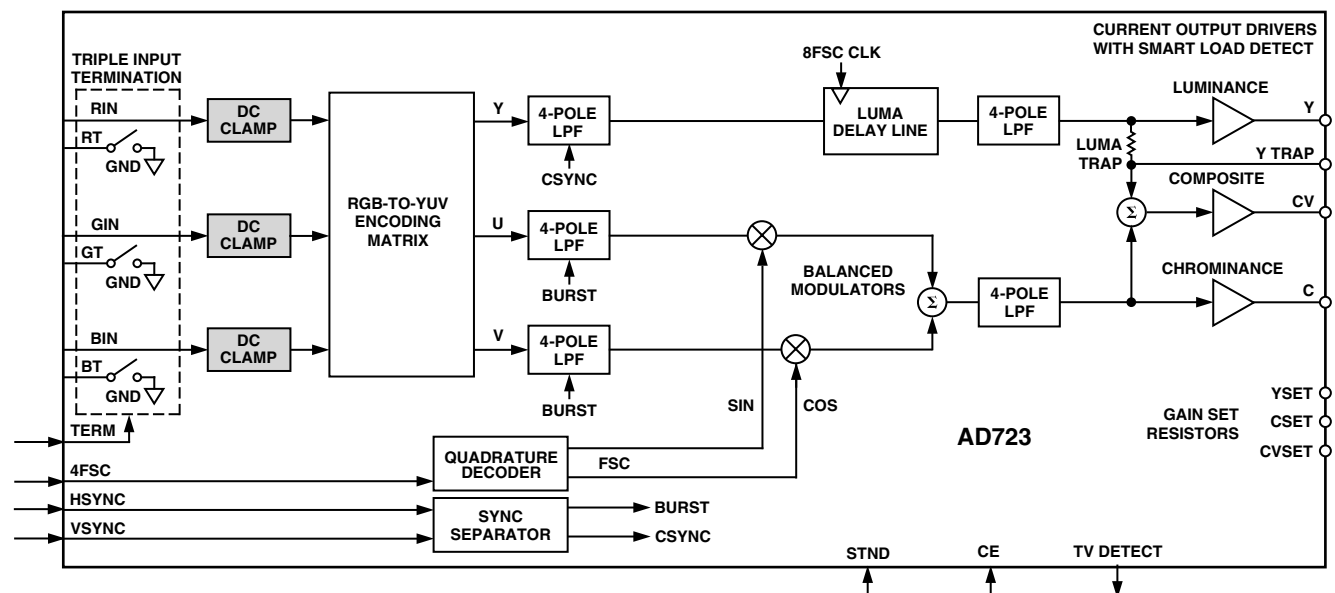 CURRENT OUTPUT DRIVERS
WITH SMART LOAD DETECT
TRIPLE INPUT
TERMINATION
8FSC CLK
LUMINANCE
RIN
DC
CLAMP
Y
4-POLE
LPF
LUMA
DELAY LINE
4-POLE
LPF
Y
RT
GND
CSYNC
LUMA
TRAP
Y TRAP
RGB-TO-YUV
ENCODING
MATRIX
COMPOSITE
GIN
DC
CLAMP
U
4-POLE
LPF
Σ
CV
GT
GND
BURST
BALANCED
MODULATORS
CHROMINANCE
Σ
4-POLE
LPF
C
BIN
DC
CLAMP
V
4-POLE
LPF
BT
GND
BURST
SIN
COS
YSET
GAIN SET
RESISTORS
CSET
CVSET
TERM
AD723
4FSC
QUADRATURE
DECODER
FSC
HSYNC
SYNC
SEPARATOR
BURST
VSYNC
CSYNC
STND
CE
TV DETECT